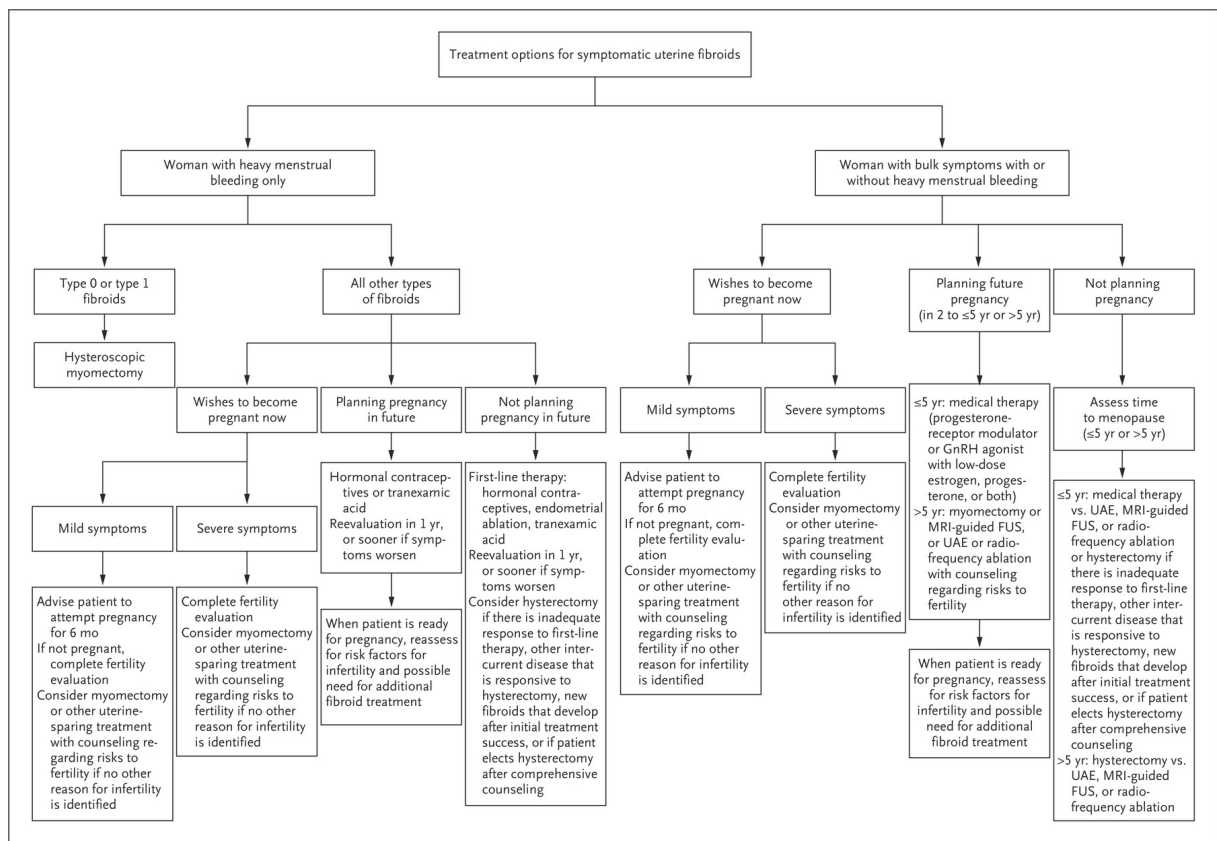 Treatment options for symptomatic uterine fibroids
Woman with heavy menstrual
bleeding only
Woman with bulk symptoms with or
without heavy menstrual bleeding
Type 0 or type 1
fibroids
All other types
of fibroids
Wishes to become
pregnant now
Planning future
pregnancy
(in 2 to ≤5 yr or >5 yr)
Not planning
pregnancy
Hysteroscopic
myomectomy
Wishes to become
pregnant now
Planning pregnancy
in future
Not planning
pregnancy in future
Mild symptoms
Severe symptoms
≤5 yr: medical therapy
(progesterone-
receptor modulator
or GnRH agonist
with low-dose
estrogen, proges-
terone, or both)
>5 yr: myomectomy or
MRI-guided FUS,
or UAE or radio-
frequency ablation
with counseling
regarding risks to
fertility
Assess time
to menopause
(≤5 yr or >5 yr)
Mild symptoms
Severe symptoms
Hormonal contracep-
tives or tranexamic
acid
Reevaluation in 1 yr,
or sooner if symp-
toms worsen
First-line therapy:
hormonal contra-
ceptives, endometrial
ablation, tranexamic
acid
Reevaluation in 1 yr,
or sooner if symp-
toms worsen
Consider hysterectomy
if there is inadequate
response to first-line
therapy, other inter-
current disease that
is responsive to
hysterectomy, new
fibroids that develop
after initial treatment
success, or if patient
elects hysterectomy
after comprehensive
counseling
Advise patient to
attempt pregnancy
for 6 mo
If not pregnant, com-
plete fertility evalu-
ation
Consider myomectomy
or other uterine-
sparing treatment
with counseling
regarding risks to
fertility if no other
reason for infertility
is identified
Complete fertility
evaluation
Consider myomectomy
or other uterine-
sparing treatment
with counseling
regarding risks
to fertility if no
other reason for
infertility is identified
≤5 yr: medical therapy
vs. UAE, MRI-guided
FUS, or radio-
frequency ablation
or hysterectomy if
there is inadequate
response to first-line
therapy, other inter-
current disease that
is responsive to
hysterectomy, new
fibroids that develop
after initial treatment
success, or if patient
elects hysterectomy
after comprehensive
counseling
>5 yr: hysterectomy vs.
UAE, MRI-guided
FUS, or radio-
frequency ablation
Advise patient to
attempt pregnancy
for 6 mo
If not pregnant,
complete fertility
evaluation
Consider myomectomy
or other uterine-
sparing treatment
with counseling re-
garding risks to
fertility if no other
reason for infertility
is identified
Complete fertility
evaluation
Consider myomectomy
or other uterine-
sparing treatment
with counseling
regarding risks to
fertility if no other
reason for infertility
is identified
When patient is ready
for pregnancy, reassess
for risk factors for
infertility and possible
need for additional
fibroid treatment
When patient is ready
for pregnancy, reassess
for risk factors for
infertility and possible
need for additional
fibroid treatment